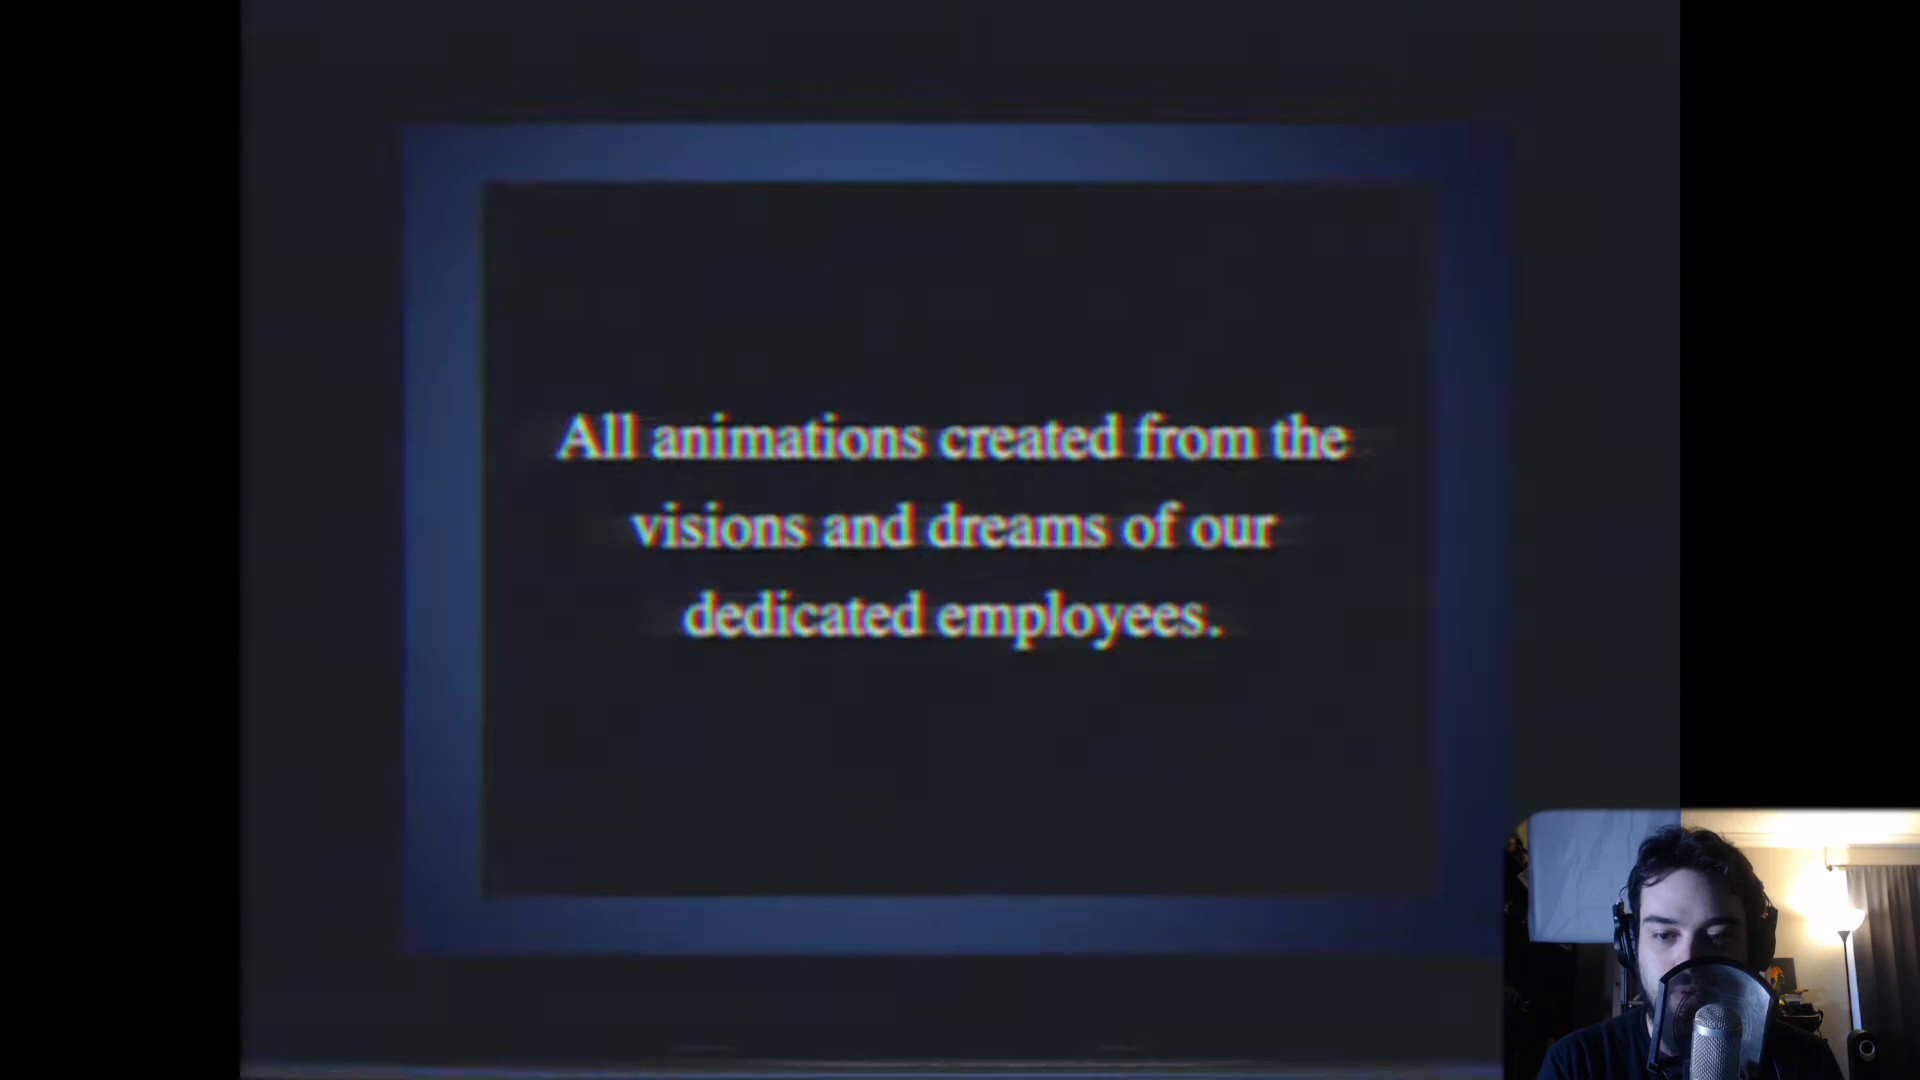 All animations created from the
visions and dreams of our
dedicated employees.